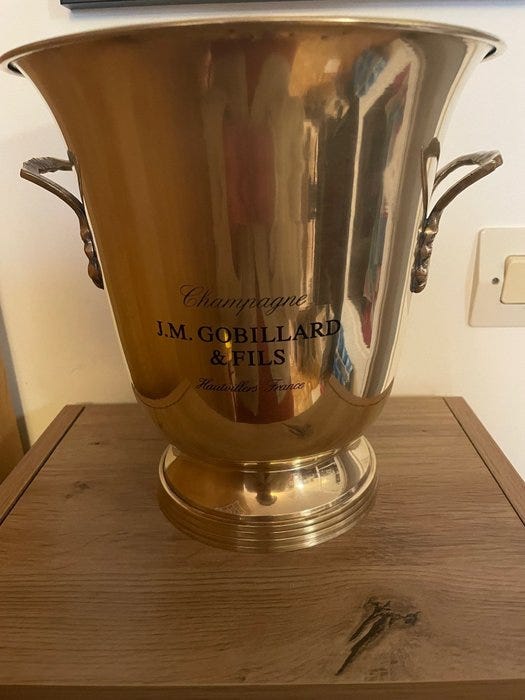 Champagne
J.M. GOBILLARD
& FILS
Hautvillers France